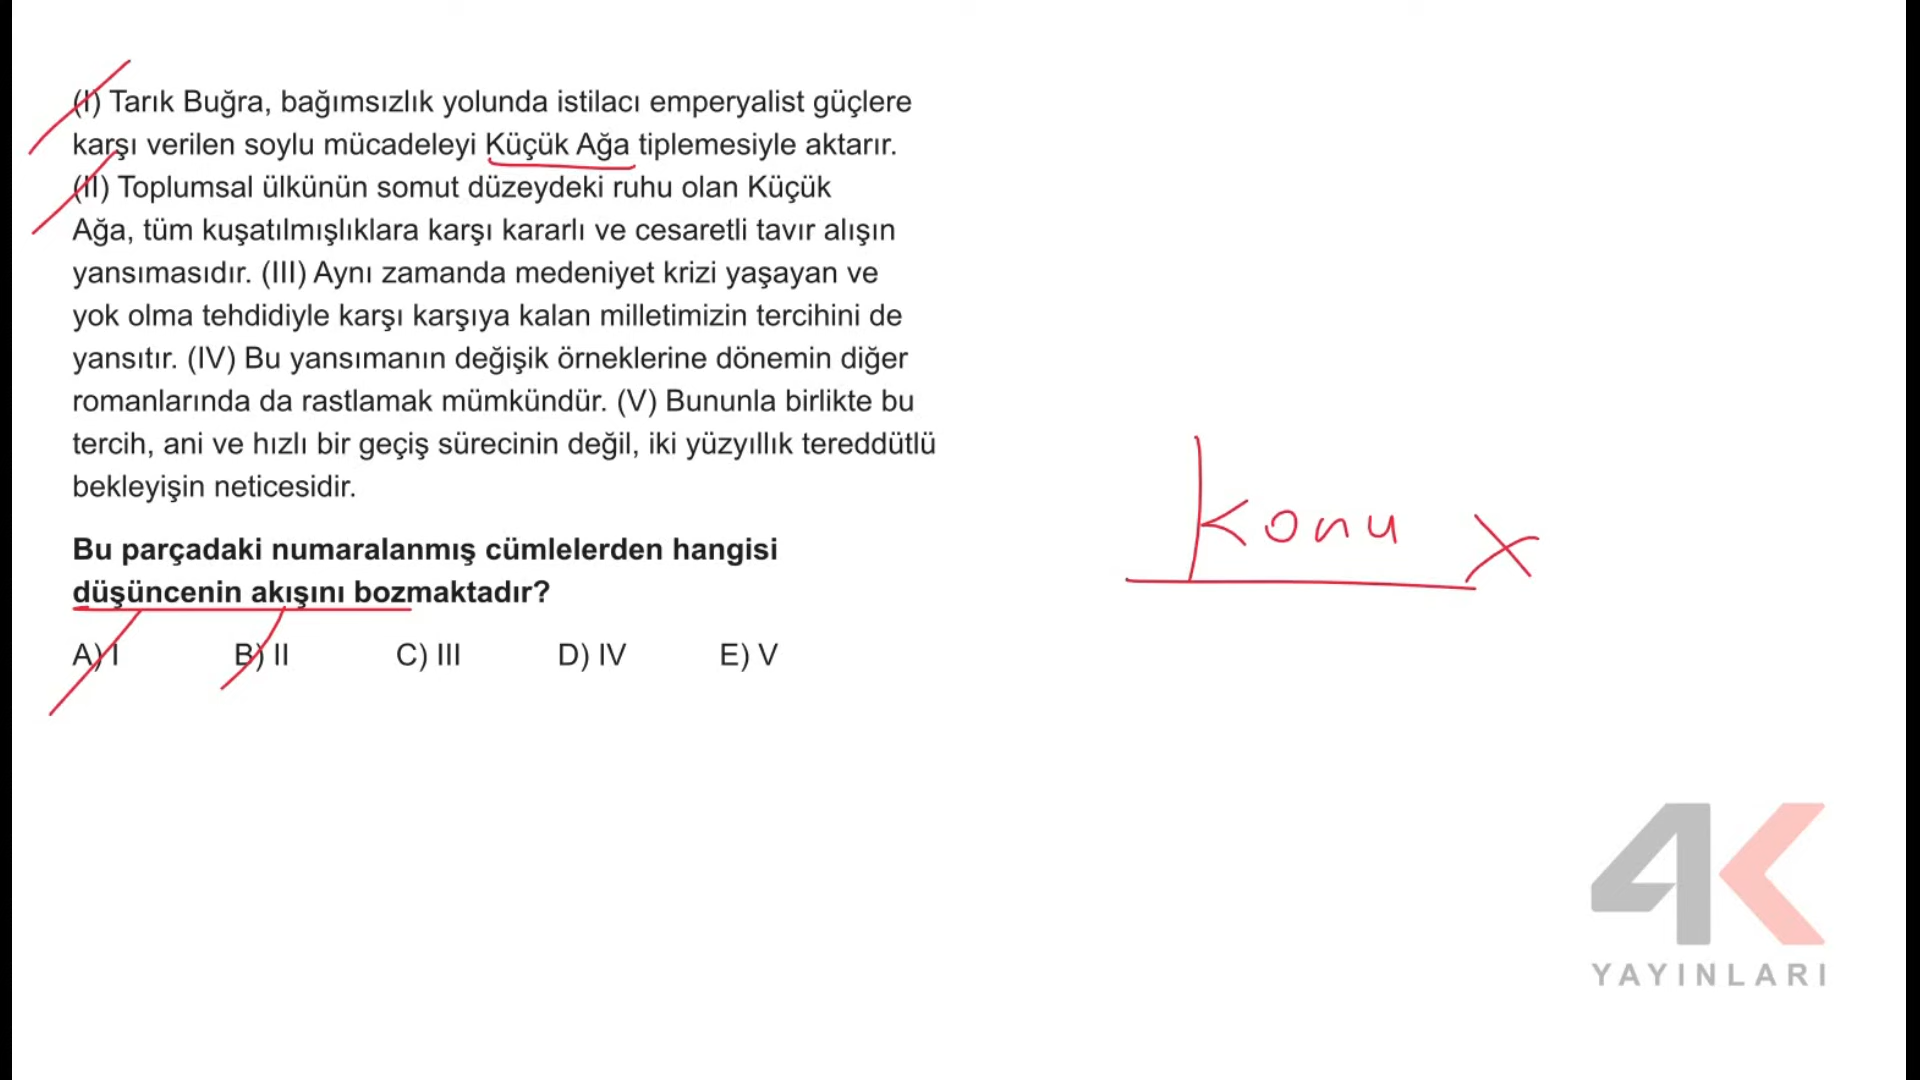 (I) Tarık Buğra, bağımsızlık yolunda istilacı emperyalist güçlere
karşı verilen soylu mücadeleyi Küçük Ağa tiplemesiyle aktarır.
(II) Toplumsal ülkünün somut düzeydeki ruhu olan Küçük
Ağa, tüm kuşatılmışlıklara karşı kararlı ve cesaretli tavır alışın
yansımasıdır. (III) Aynı zamanda medeniyet krizi yaşayan ve
yok olma tehdidiyle karşı karşıya kalan milletimizin tercihini de
yansıtır. (IV) Bu yansımanın değişik örneklerine dönemin diğer
romanlarında da rastlamak mümkündür. (V) Bununla birlikte bu
tercih, ani ve hızlı bir geçiş sürecinin değil, iki yüzyıllık tereddütlü
bekleyişin neticesidir.
Bu parçadaki numaralanmış cümlelerden hangisi
düşüncenin akışını bozmaktadır?
A) I B) II C) III D) IV E) V
Konu X
4K
YAYINLARI